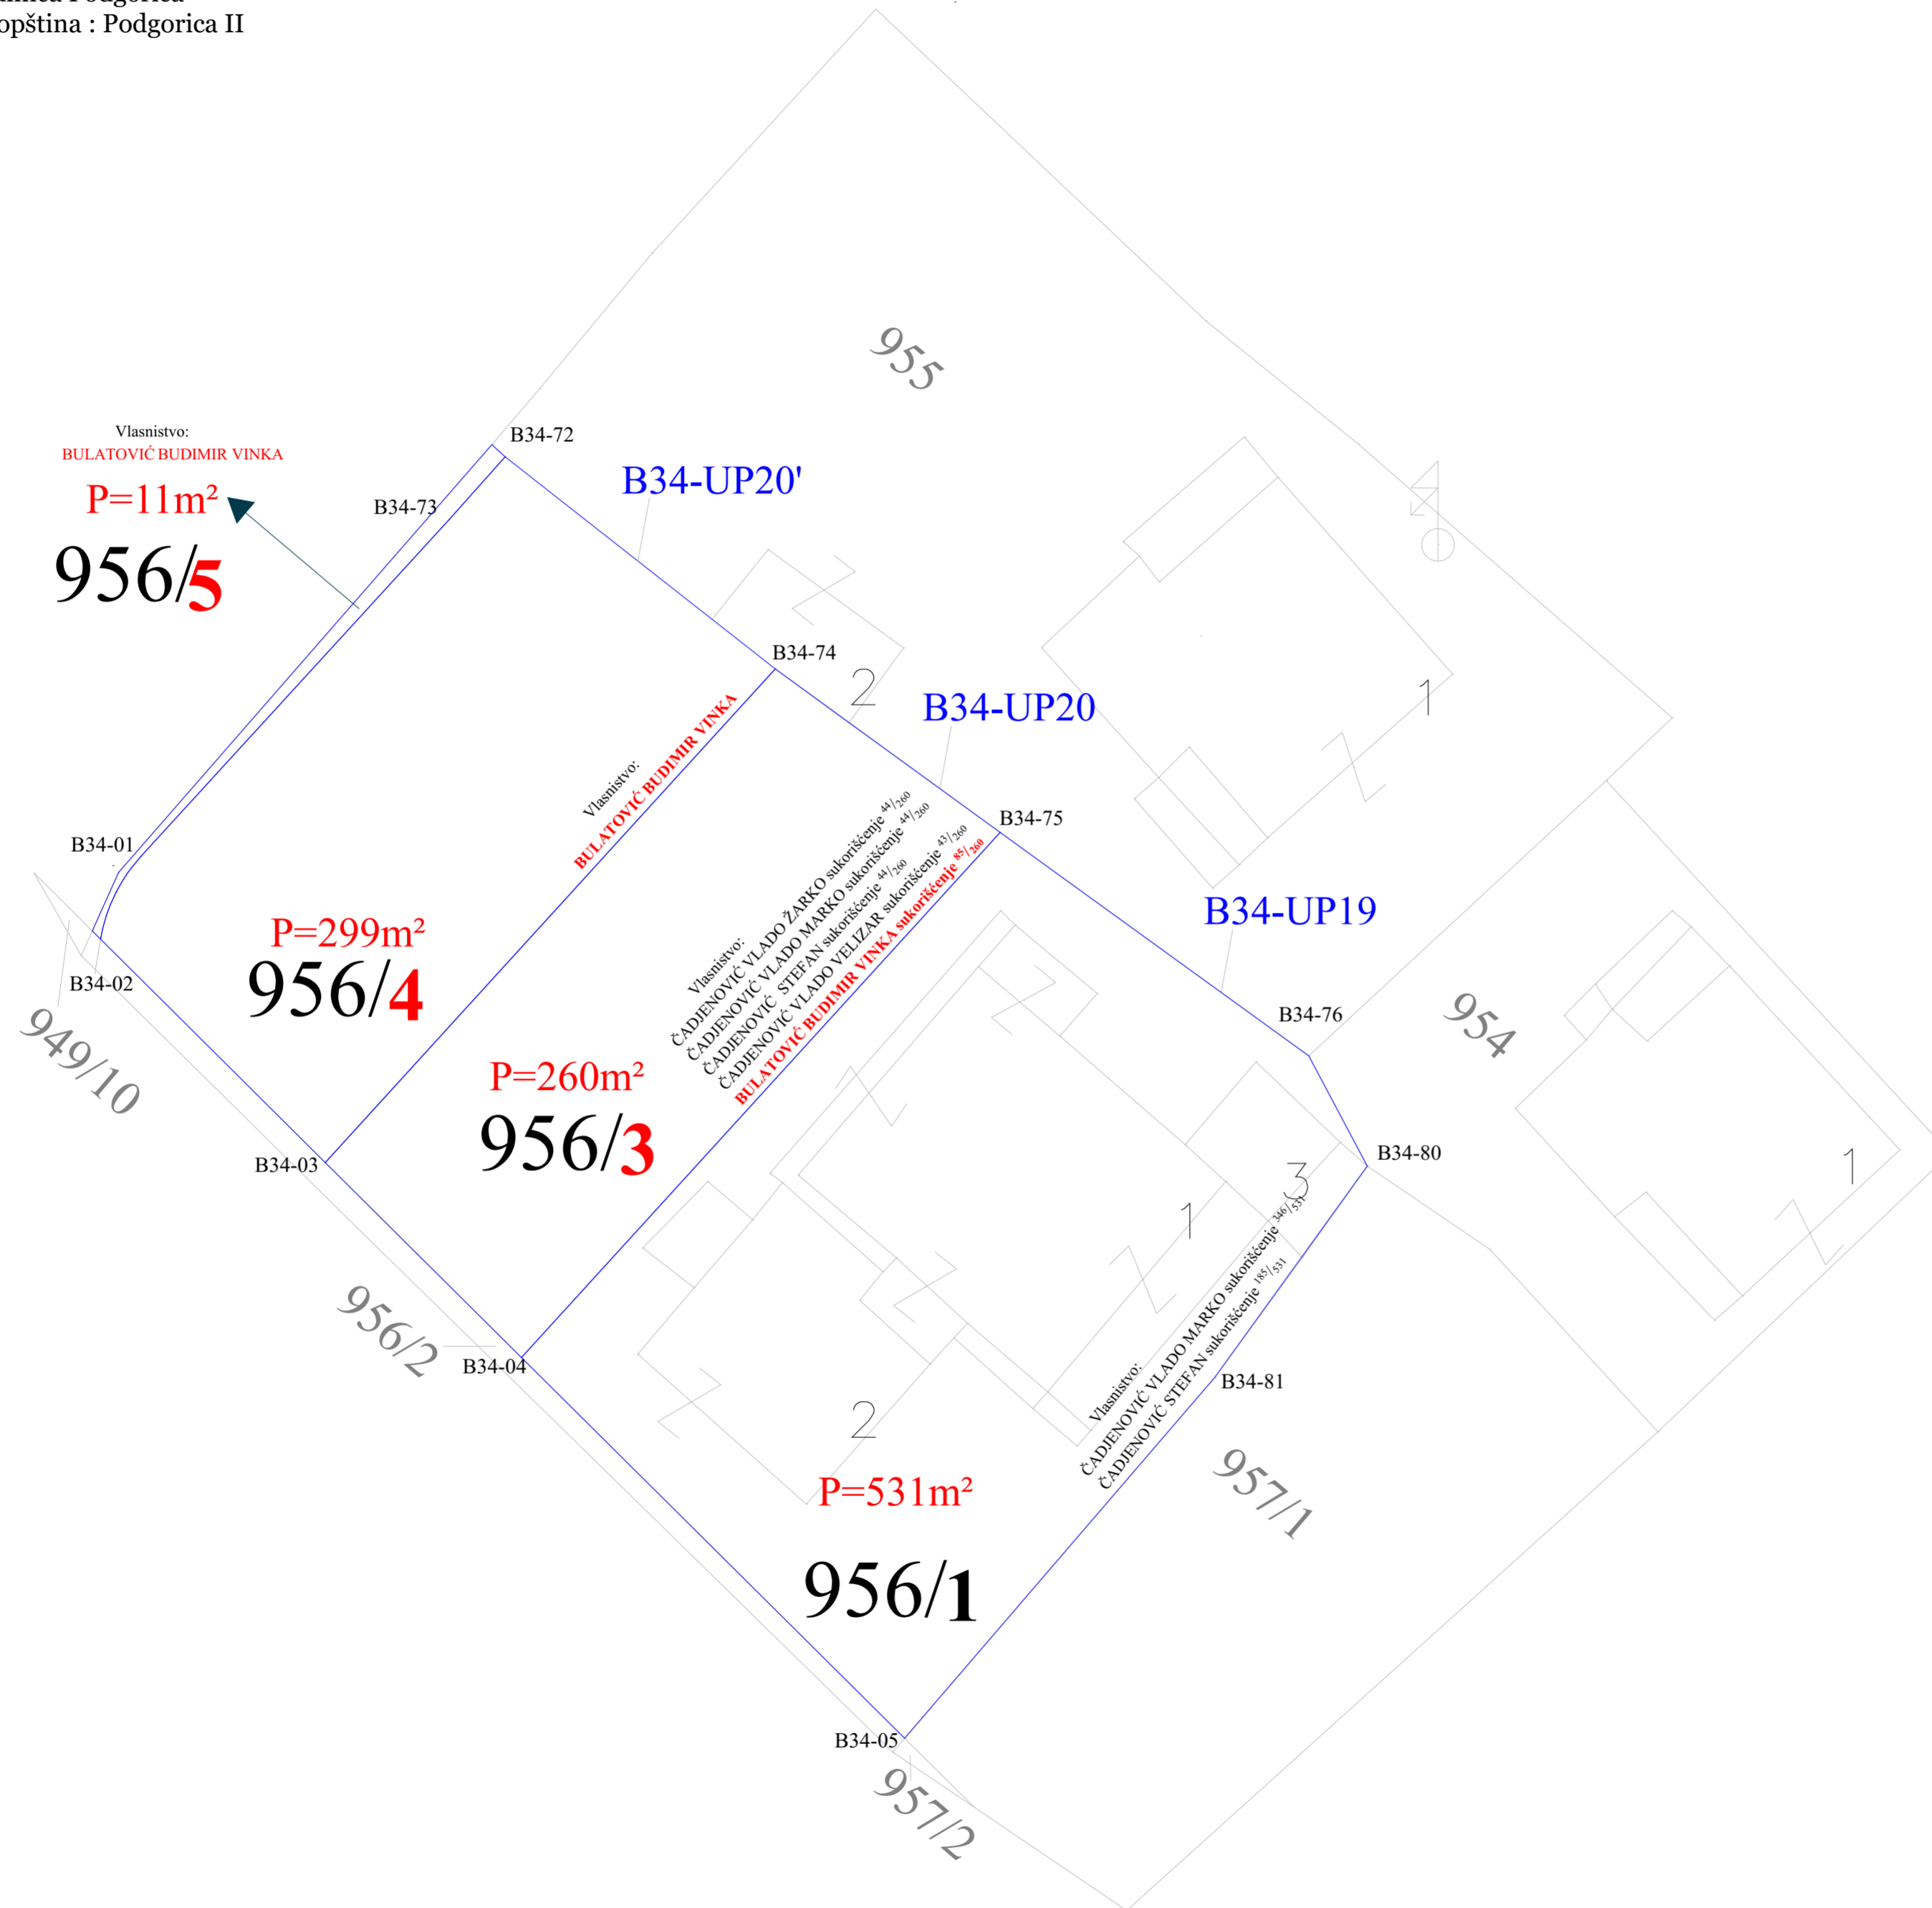 opština : Podgorica II
955
Vlasnistvo:
BULATOVIĆ BUDIMIR VINKA
P=11m²
956/5
B34-72
B34-73
B34-UP20'
B34-74
2
B34-UP20
1
Vlasnistvo:
BULATOVIĆ BUDIMIR VINKA
B34-75
B34-01
B34-UP19
P=299m²
956/4
B34-02
949/10
Vlasnistvo:
ČADJENOVIĆ VLADO ŽARKO sukorišćenje 44/260
ČADJENOVIĆ VLADO MARKO sukorišćenje 44/260
ČADJENOVIĆ STEFAN sukorišćenje 44/260
ČADJENOVIĆ VLADO VELIZAR sukorišćenje 43/260
BULATOVIĆ BUDIMIR VINKA sukorišćenje 85/260
B34-76
954
P=260m²
956/3
B34-03
B34-80
1
3
1
956/2
B34-04
Vlasnistvo:
ČADJENOVIĆ VLADO MARKO sukorišćenje 346/531
ČADJENOVIĆ STEFAN sukorišćenje 185/531
B34-81
2
957/1
P=531m²
956/1
B34-05
957/2